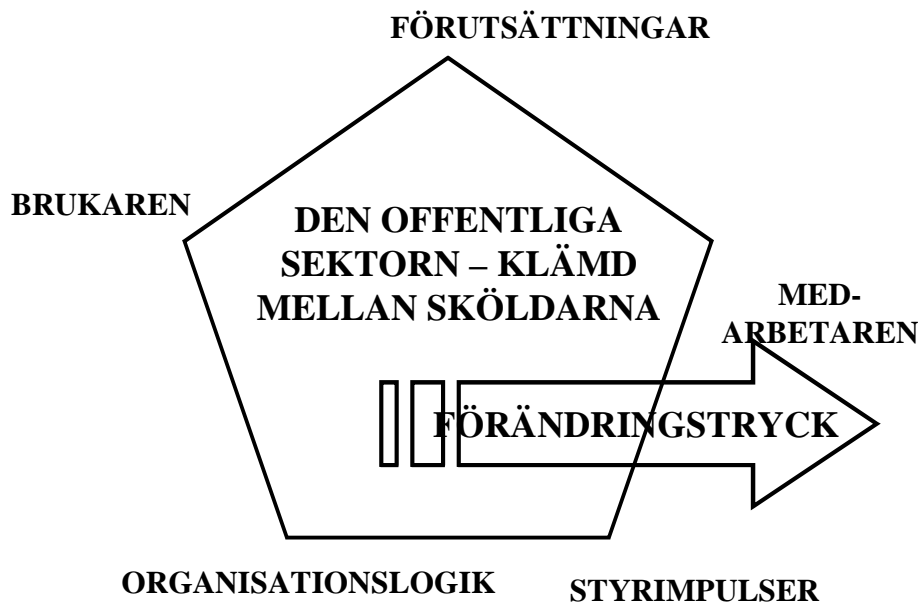 FÖRUTSÄTTNINGAR
BRUKAREN
DEN OFFENTLIGA
SEKTORN – KLÄMD
MELLAN SKÖLDARNA
MED-
ARBETAREN
FÖRÄNDRINGSTRYCK
ORGANISATIONSLOGIK
STYRIMPULSER